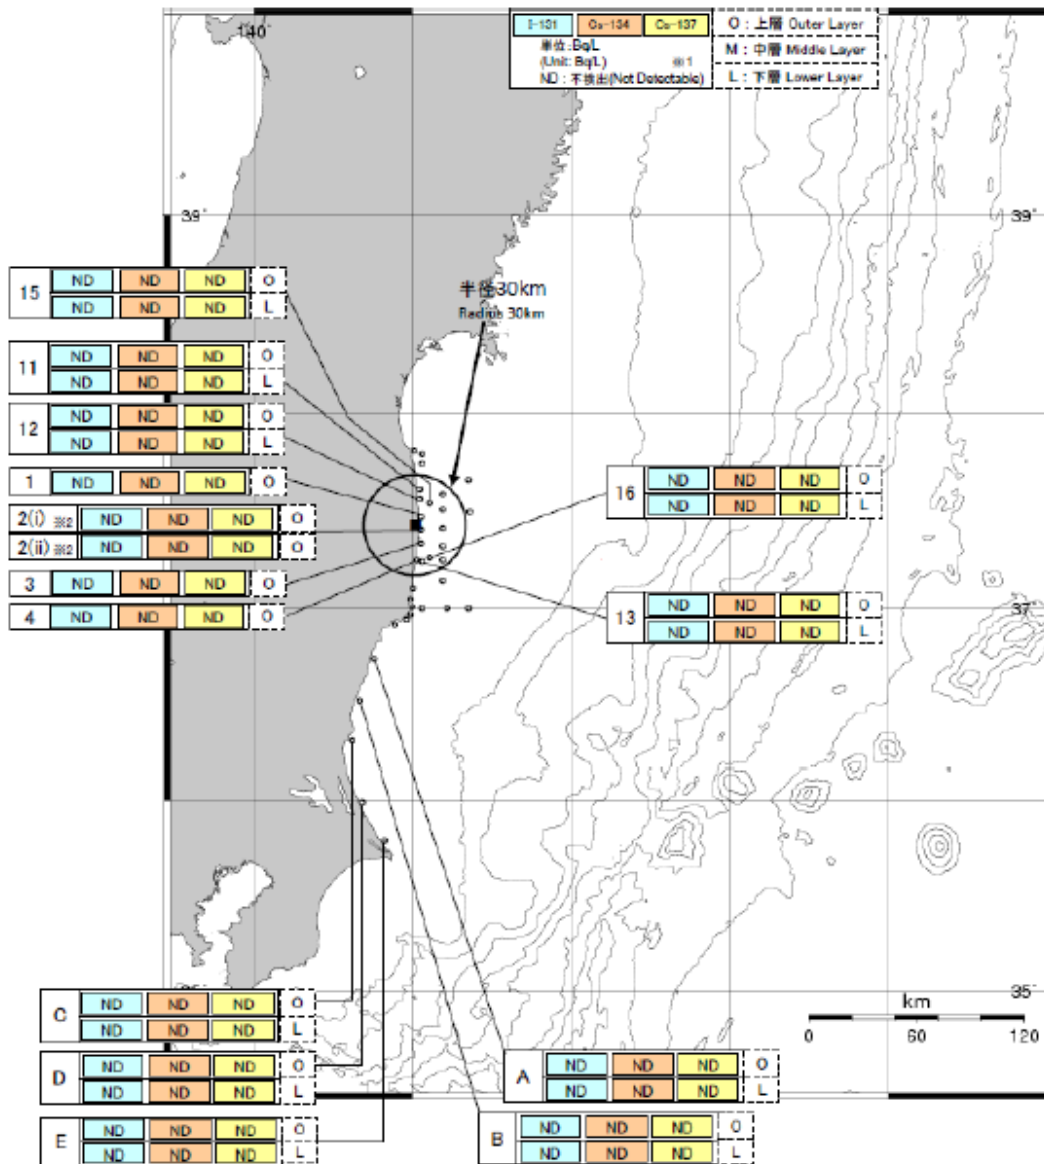 I-131 Cs-134 Cs-137
単位:Bq/L
(Unit: Bq/L) ※1
ND : 不検出(Not Detectable)
O : 上層 Outer Layer
M : 中層 Middle Layer
L : 下層 Lower Layer
140°
39° 39°
半径30km
Radius 30km
15 ND ND ND O
ND ND ND L
11 ND ND ND O
ND ND ND L
12 ND ND ND O
ND ND ND L
1 ND ND ND O
2(i) ※2 ND ND ND O
2(ii) ※2 ND ND ND O
3 ND ND ND O
4 ND ND ND O
16 ND ND ND O
ND ND ND L
37°
13 ND ND ND O
ND ND ND L
35°
km
0 60 120
C ND ND ND O
ND ND ND L
D ND ND ND O
ND ND ND L
E ND ND ND O
ND ND ND L
A ND ND ND O
ND ND ND L
B ND ND ND O
ND ND ND L